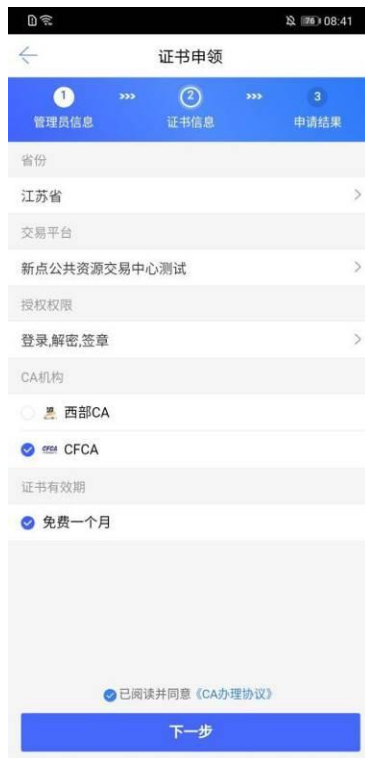 76 08:41
证书申领
1 >>> 2 >>> 3
管理员信息 证书信息 申请结果
省份
江苏省
交易平台
新点公共资源交易中心测试
授权权限
登录,解密,签章
CA机构
西部CA
CFCA CFCA
证书有效期
免费一个月
已阅读并同意《CA办理协议》
下一步